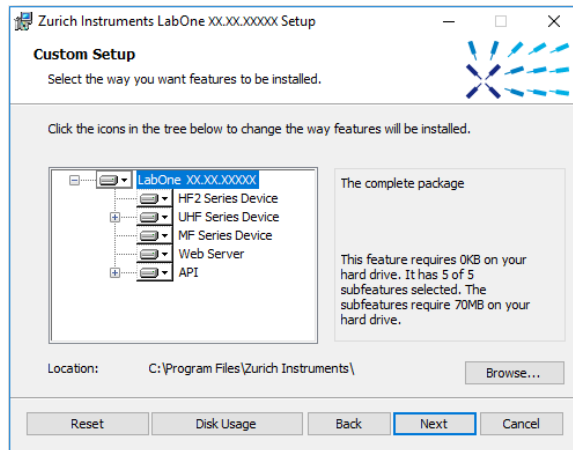 Zurich Instruments LabOne XX.XX.XXXXX Setup
Custom Setup
Select the way you want features to be installed.
Click the icons in the tree below to change the way features will be installed.
LabOne XX.XX.XXXXX
HF2 Series Device
UHF Series Device
MF Series Device
Web Server
API
The complete package
This feature requires 0KB on your
hard drive. It has 5 of 5
subfeatures selected. The
subfeatures require 70MB on your
hard drive.
Location: C:\Program Files\Zurich Instruments\
Browse...
Reset Disk Usage Back Next Cancel